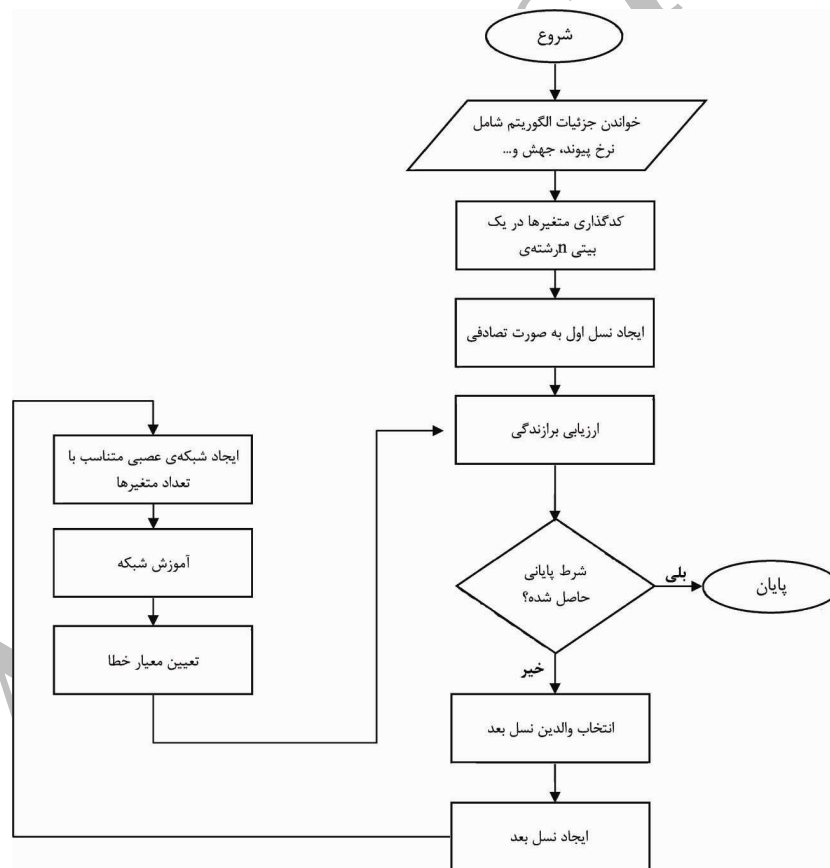 شروع
خواندن جزئیات الگوریتم شامل
نرخ پیوند، جهش و...
کدگذاری متغیرها در یک
بیتی nرشته‌ی
ایجاد نسل اول به صورت تصادفی
ارزیابی برازندگی
شرط پایانی
حاصل شده؟
بلی
پایان
خیر
انتخاب والدین نسل بعد
ایجاد نسل بعد
ایجاد شبکه‌ی عصبی متناسب با
تعداد متغیرها
آموزش شبکه
تعیین معیار خطا